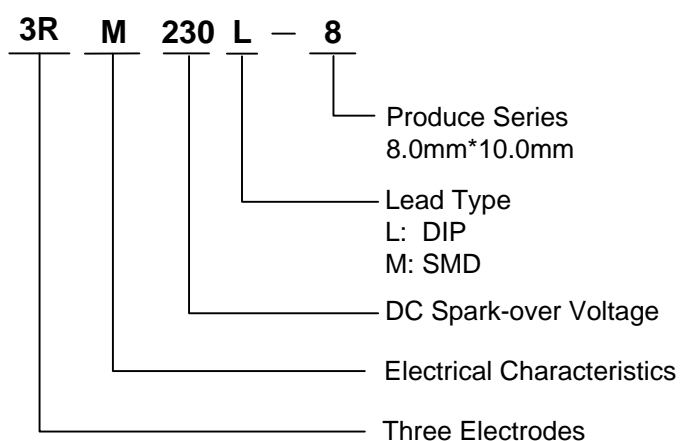 3R M 230 L – 8
Produce Series
8.0mm*10.0mm
Lead Type
L: DIP
M: SMD
DC Spark-over Voltage
Electrical Characteristics
Three Electrodes